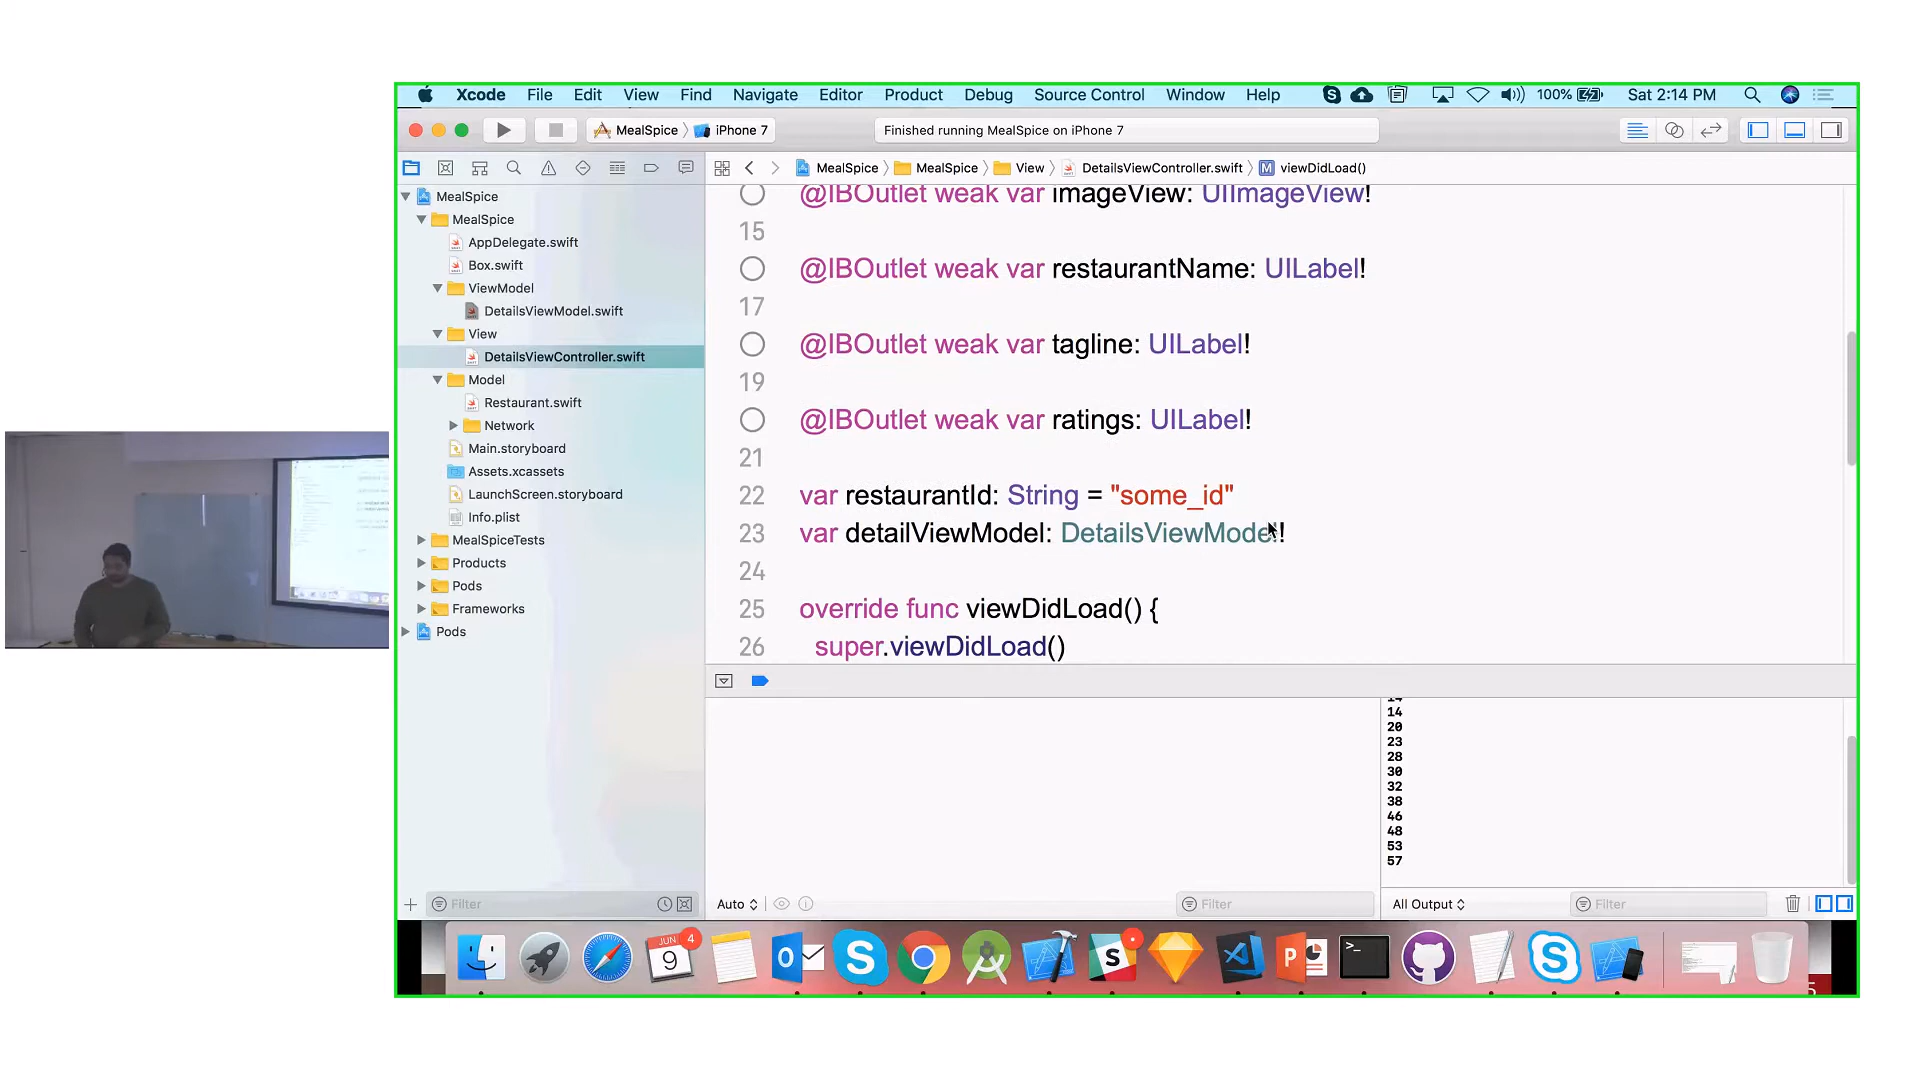 Xcode File Edit View Find Navigate Editor Product Debug Source Control Window Help 100% Sat 2:14 PM
MealSpice iPhone 7 Finished running MealSpice on iPhone 7
MealSpice MealSpice View DetailsViewController.swift M viewDidLoad()
MealSpice
MealSpice
AppDelegate.swift
Box.swift
ViewModel
DetailsViewModel.swift
View
DetailsViewController.swift
Model
Restaurant.swift
Network
Main.storyboard
Assets.xcassets
LaunchScreen.storyboard
Info.plist
MealSpiceTests
Products
Pods
Frameworks
Pods
@IBOutlet weak var imageView: UIImageView!
15
@IBOutlet weak var restaurantName: UILabel!
17
@IBOutlet weak var tagline: UILabel!
19
@IBOutlet weak var ratings: UILabel!
21
22 var restaurantId: String = "some_id"
23 var detailViewModel: DetailsViewModel!
24
25 override func viewDidLoad() {
26 super.viewDidLoad()
14
14
20
23
28
30
32
38
46
48
53
57
Filter
Auto
Filter
All Output
Filter
JUN 4
9
S
S